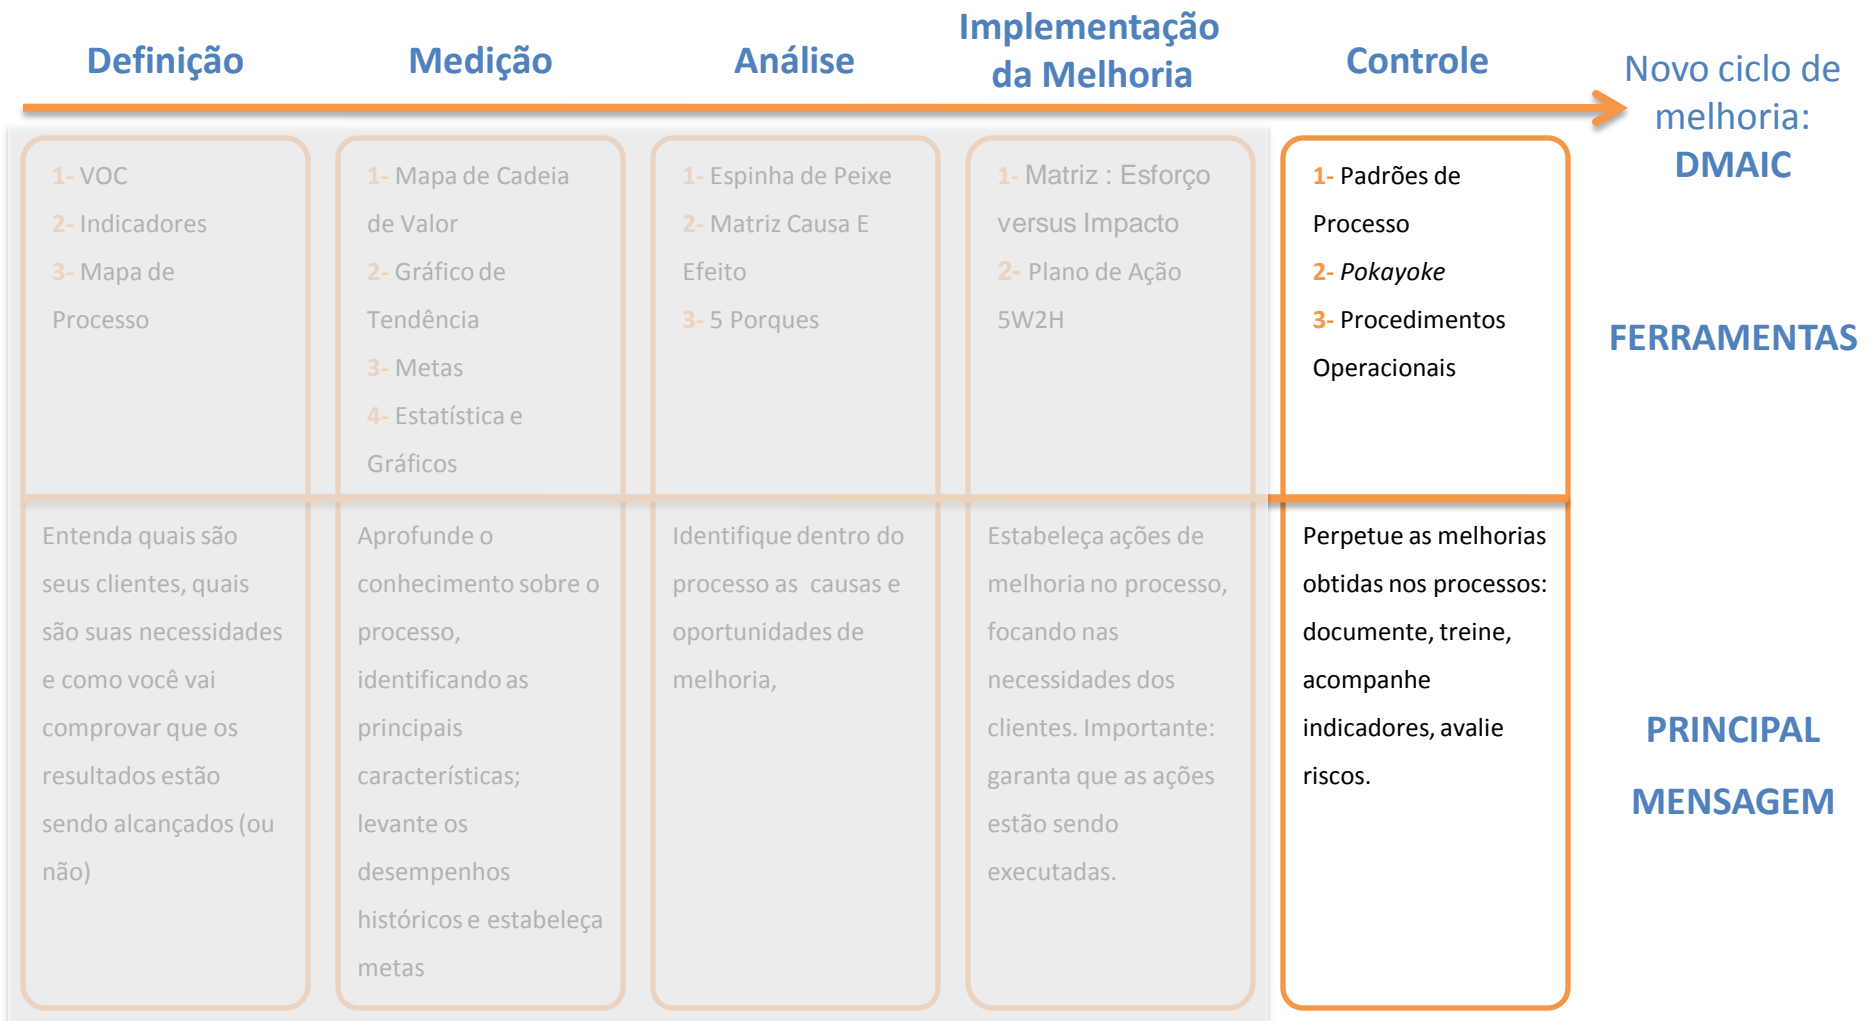 Definição
Medição
Análise
Implementação
da Melhoria
Controle
Novo ciclo de
melhoria:
DMAIC
1- VOC
2- Indicadores
3- Mapa de
Processo
1- Mapa de Cadeia
de Valor
2- Gráfico de
Tendência
3- Metas
4- Estatística e
Gráficos
1- Espinha de Peixe
2- Matriz Causa E
Efeito
3- 5 Porques
1- Matriz : Esforço
versus Impacto
2- Plano de Ação
5W2H
1- Padrões de
Processo
2- Pokayoke
3- Procedimentos
Operacionais
FERRAMENTAS
Entenda quais são
seus clientes, quais
são suas necessidades
e como você vai
comprovar que os
resultados estão
sendo alcançados (ou
não)
Aprofunde o
conhecimento sobre o
processo,
identificando as
principais
características;
levante os
desempenhos
históricos e estabeleça
metas
Identifique dentro do
processo as  causas e
oportunidades de
melhoria,
Estabeleça ações de
melhoria no processo,
focando nas
necessidades dos
clientes. Importante:
garanta que as ações
estão sendo
executadas.
Perpetue as melhorias
obtidas nos processos:
documente, treine,
acompanhe
indicadores, avalie
riscos.
PRINCIPAL
MENSAGEM